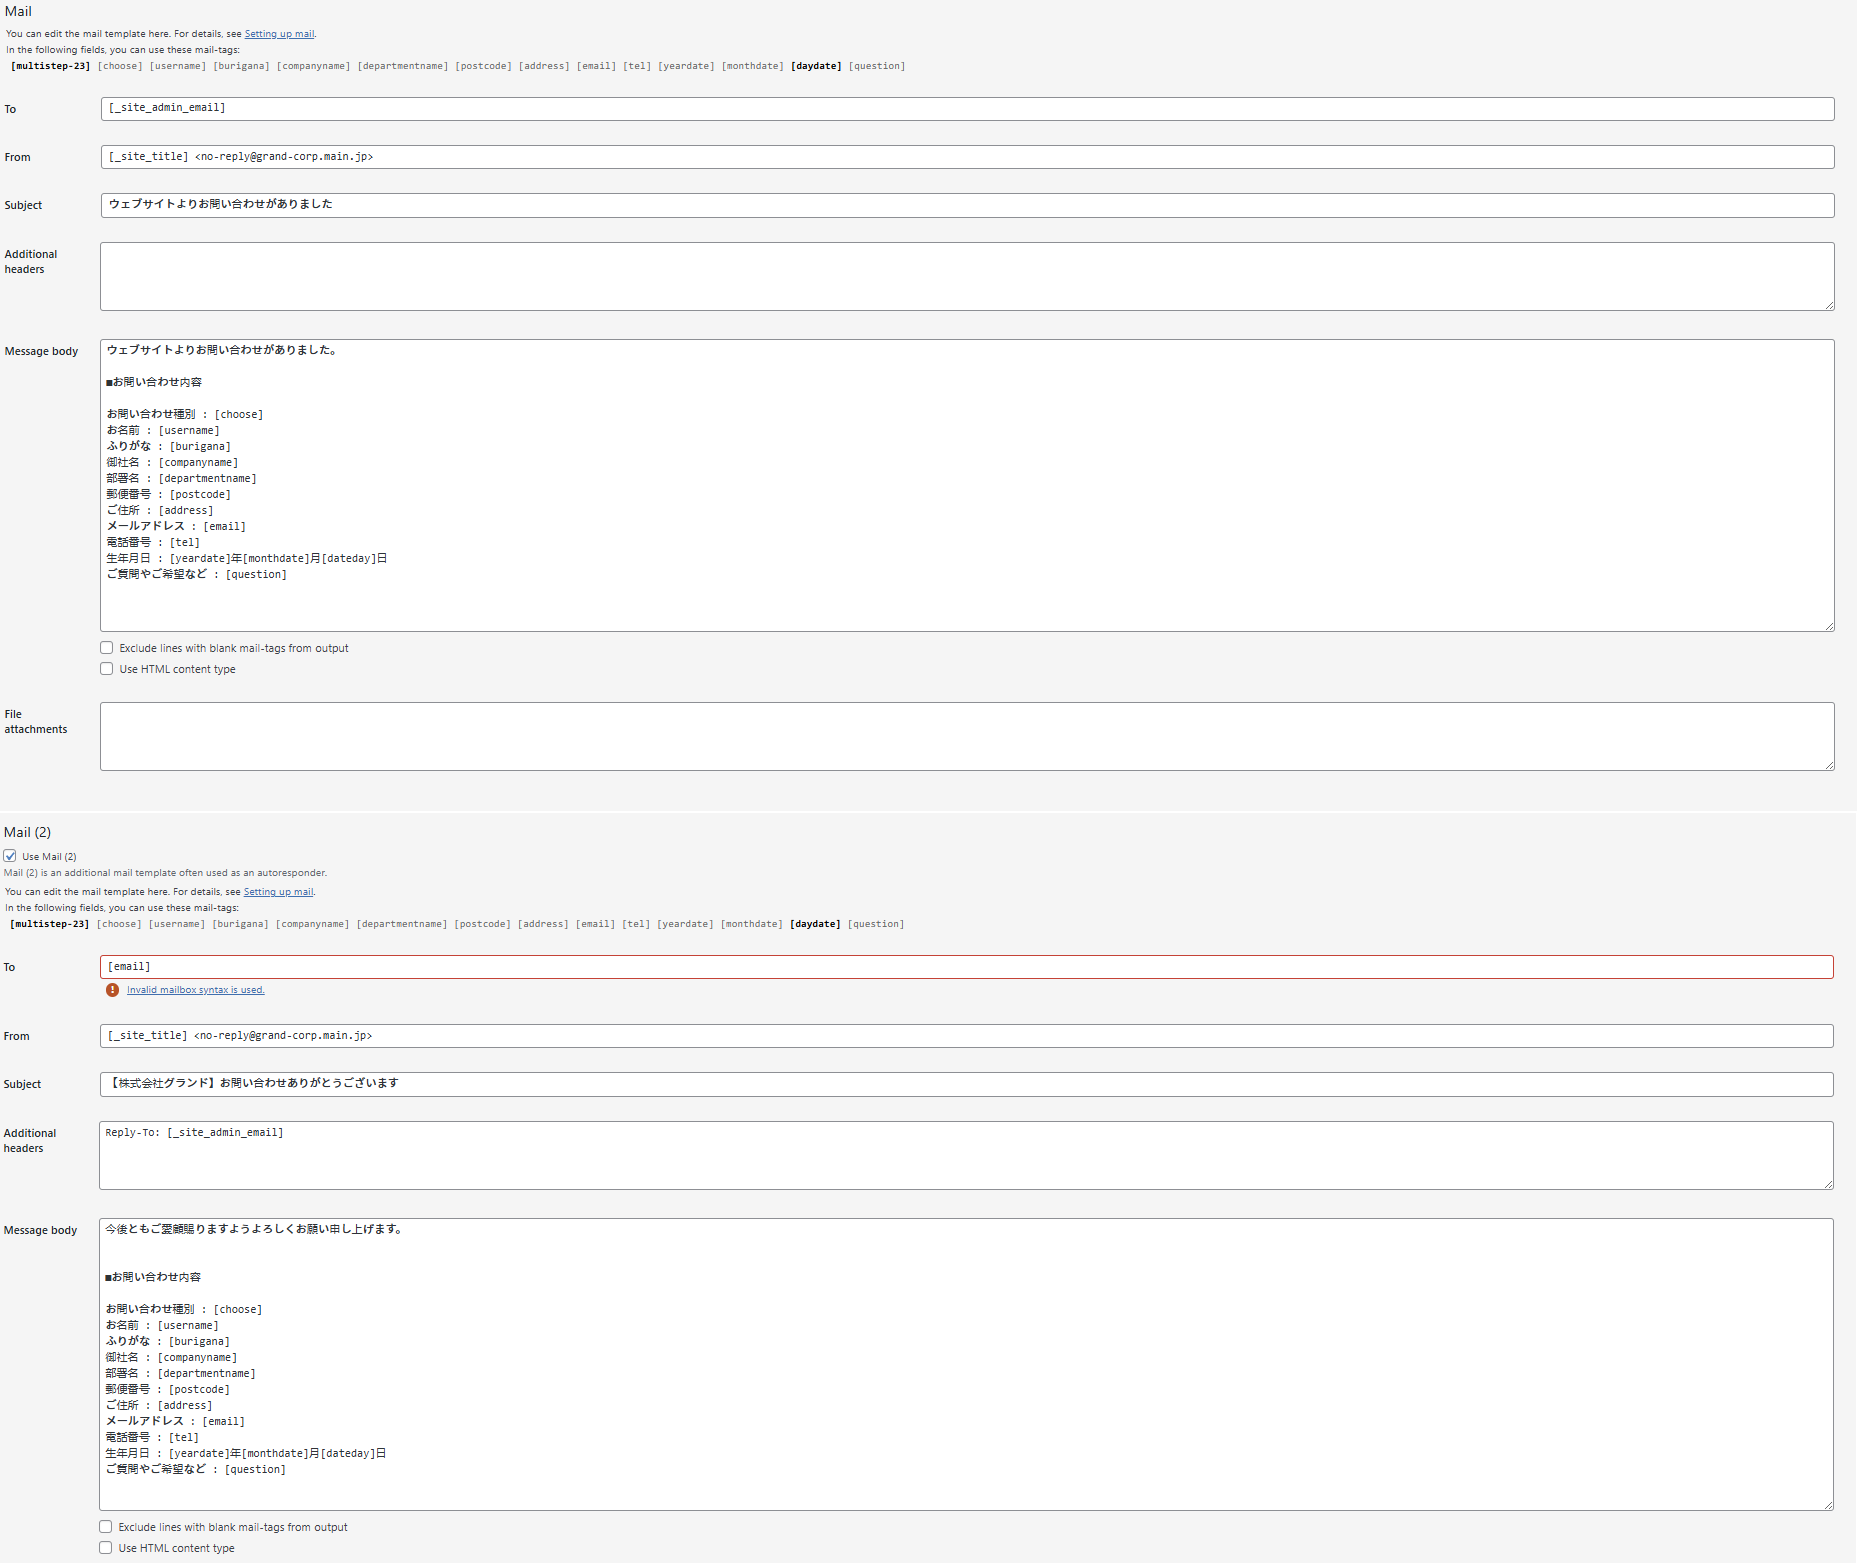 Mail
You can edit the mail template here. For details, see Setting up mail.
In the following fields, you can use these mail-tags:
[multistep-23] [choose] [username] [burigana] [companyname] [departmentname] [postcode] [address] [email] [tel] [yeardate] [monthdate] [daydate] [question]
To
[_site_admin_email]
From
[_site_title] <no-reply@grand-corp.main.jp>
Subject
ウェブサイトよりお問い合わせがありました
Additional
headers
Message body
ウェブサイトよりお問い合わせがありました。
■お問い合わせ内容
お問い合わせ種別 : [choose]
お名前 : [username]
ふりがな : [burigana]
御社名 : [companyname]
部署名 : [departmentname]
郵便番号 : [postcode]
ご住所 : [address]
メールアドレス : [email]
電話番号 : [tel]
生年月日 : [yeardate]年[monthdate]月[dateday]日
ご質問やご希望など : [question]
Exclude lines with blank mail-tags from output
Use HTML content type
File
attachments
Mail (2)
Use Mail (2)
Mail (2) is an additional mail template often used as an autoresponder.
You can edit the mail template here. For details, see Setting up mail.
In the following fields, you can use these mail-tags:
[multistep-23] [choose] [username] [burigana] [companyname] [departmentname] [postcode] [address] [email] [tel] [yeardate] [monthdate] [daydate] [question]
To
[email]
Invalid mailbox syntax is used.
From
[_site_title] <no-reply@grand-corp.main.jp>
Subject
【株式会社グランド】お問い合わせありがとうございます
Additional
headers
Reply-To: [_site_admin_email]
Message body
今後ともご愛顧賜りますようよろしくお願い申し上げます。
■お問い合わせ内容
お問い合わせ種別 : [choose]
お名前 : [username]
ふりがな : [burigana]
御社名 : [companyname]
部署名 : [departmentname]
郵便番号 : [postcode]
ご住所 : [address]
メールアドレス : [email]
電話番号 : [tel]
生年月日 : [yeardate]年[monthdate]月[dateday]日
ご質問やご希望など : [question]
Exclude lines with blank mail-tags from output
Use HTML content type